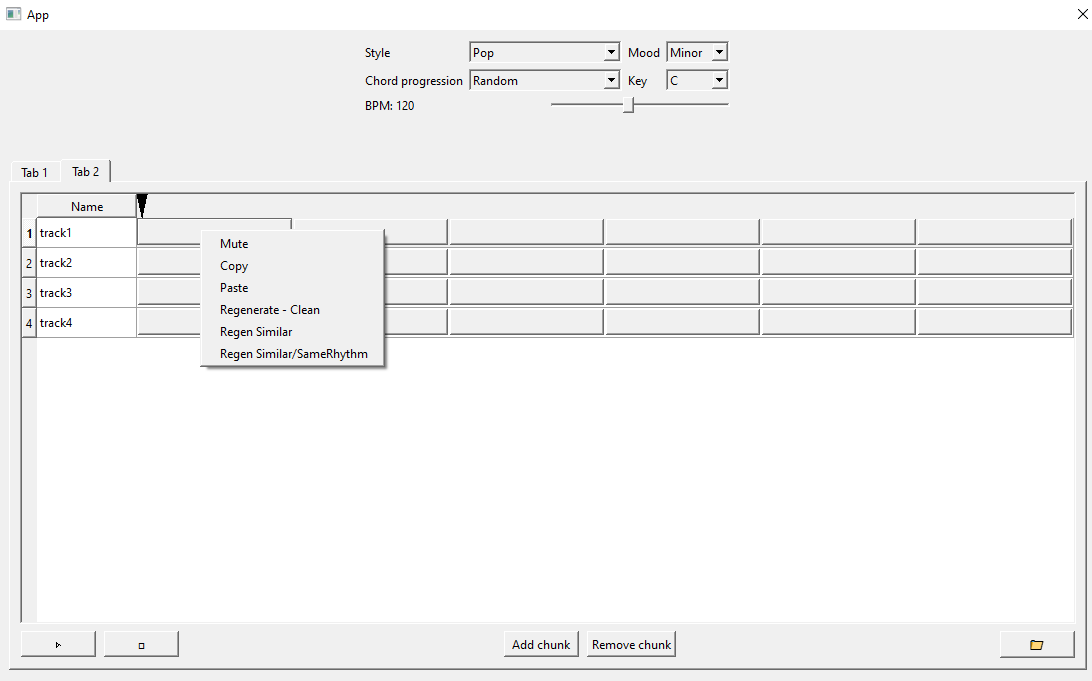 App
Style Pop Mood Minor
Chord progression Random Key C
BPM: 120
Tab 1 Tab 2
Name
1 track1
2 track2
3 track3
4 track4
Mute
Copy
Paste
Regenerate - Clean
Regen Similar
Regen Similar/SameRhythm
Add chunk Remove chunk